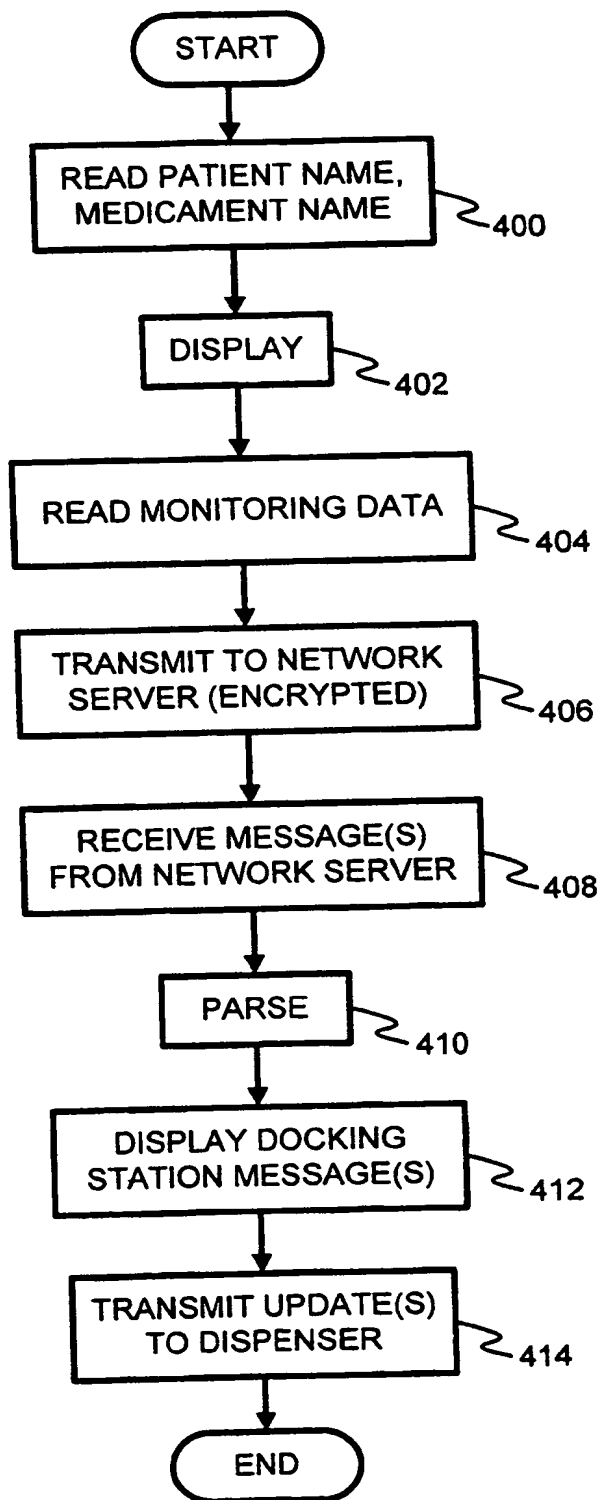 START
READ PATIENT NAME,
MEDICAMENT NAME
400
DISPLAY
402
READ MONITORING DATA
404
TRANSMIT TO NETWORK
SERVER (ENCRYPTED)
406
RECEIVE MESSAGE(S)
FROM NETWORK SERVER
408
PARSE
410
DISPLAY DOCKING
STATION MESSAGE(S)
412
TRANSMIT UPDATE(S)
TO DISPENSER
414
END